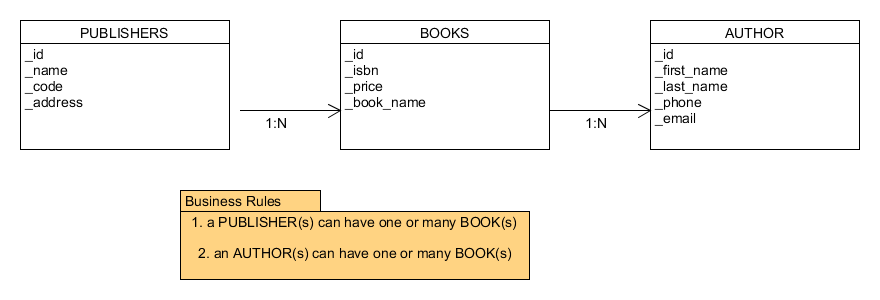 PUBLISHERS
_id
_name
_code
_address
1:N
BOOKS
_id
_isbn
_price
_book_name
1:N
AUTHOR
_id
_first_name
_last_name
_phone
_email
Business Rules
1. a PUBLISHER(s) can have one or many BOOK(s)
2. an AUTHOR(s) can have one or many BOOK(s)